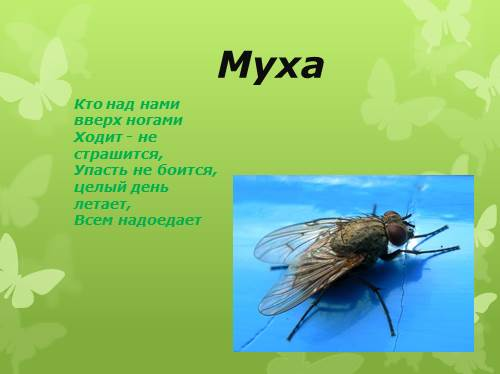 Муха
Кто над нами
вверх ногами
Ходит - не
страшится,
Упасть не боится,
целый день
летает,
Всем надоедает